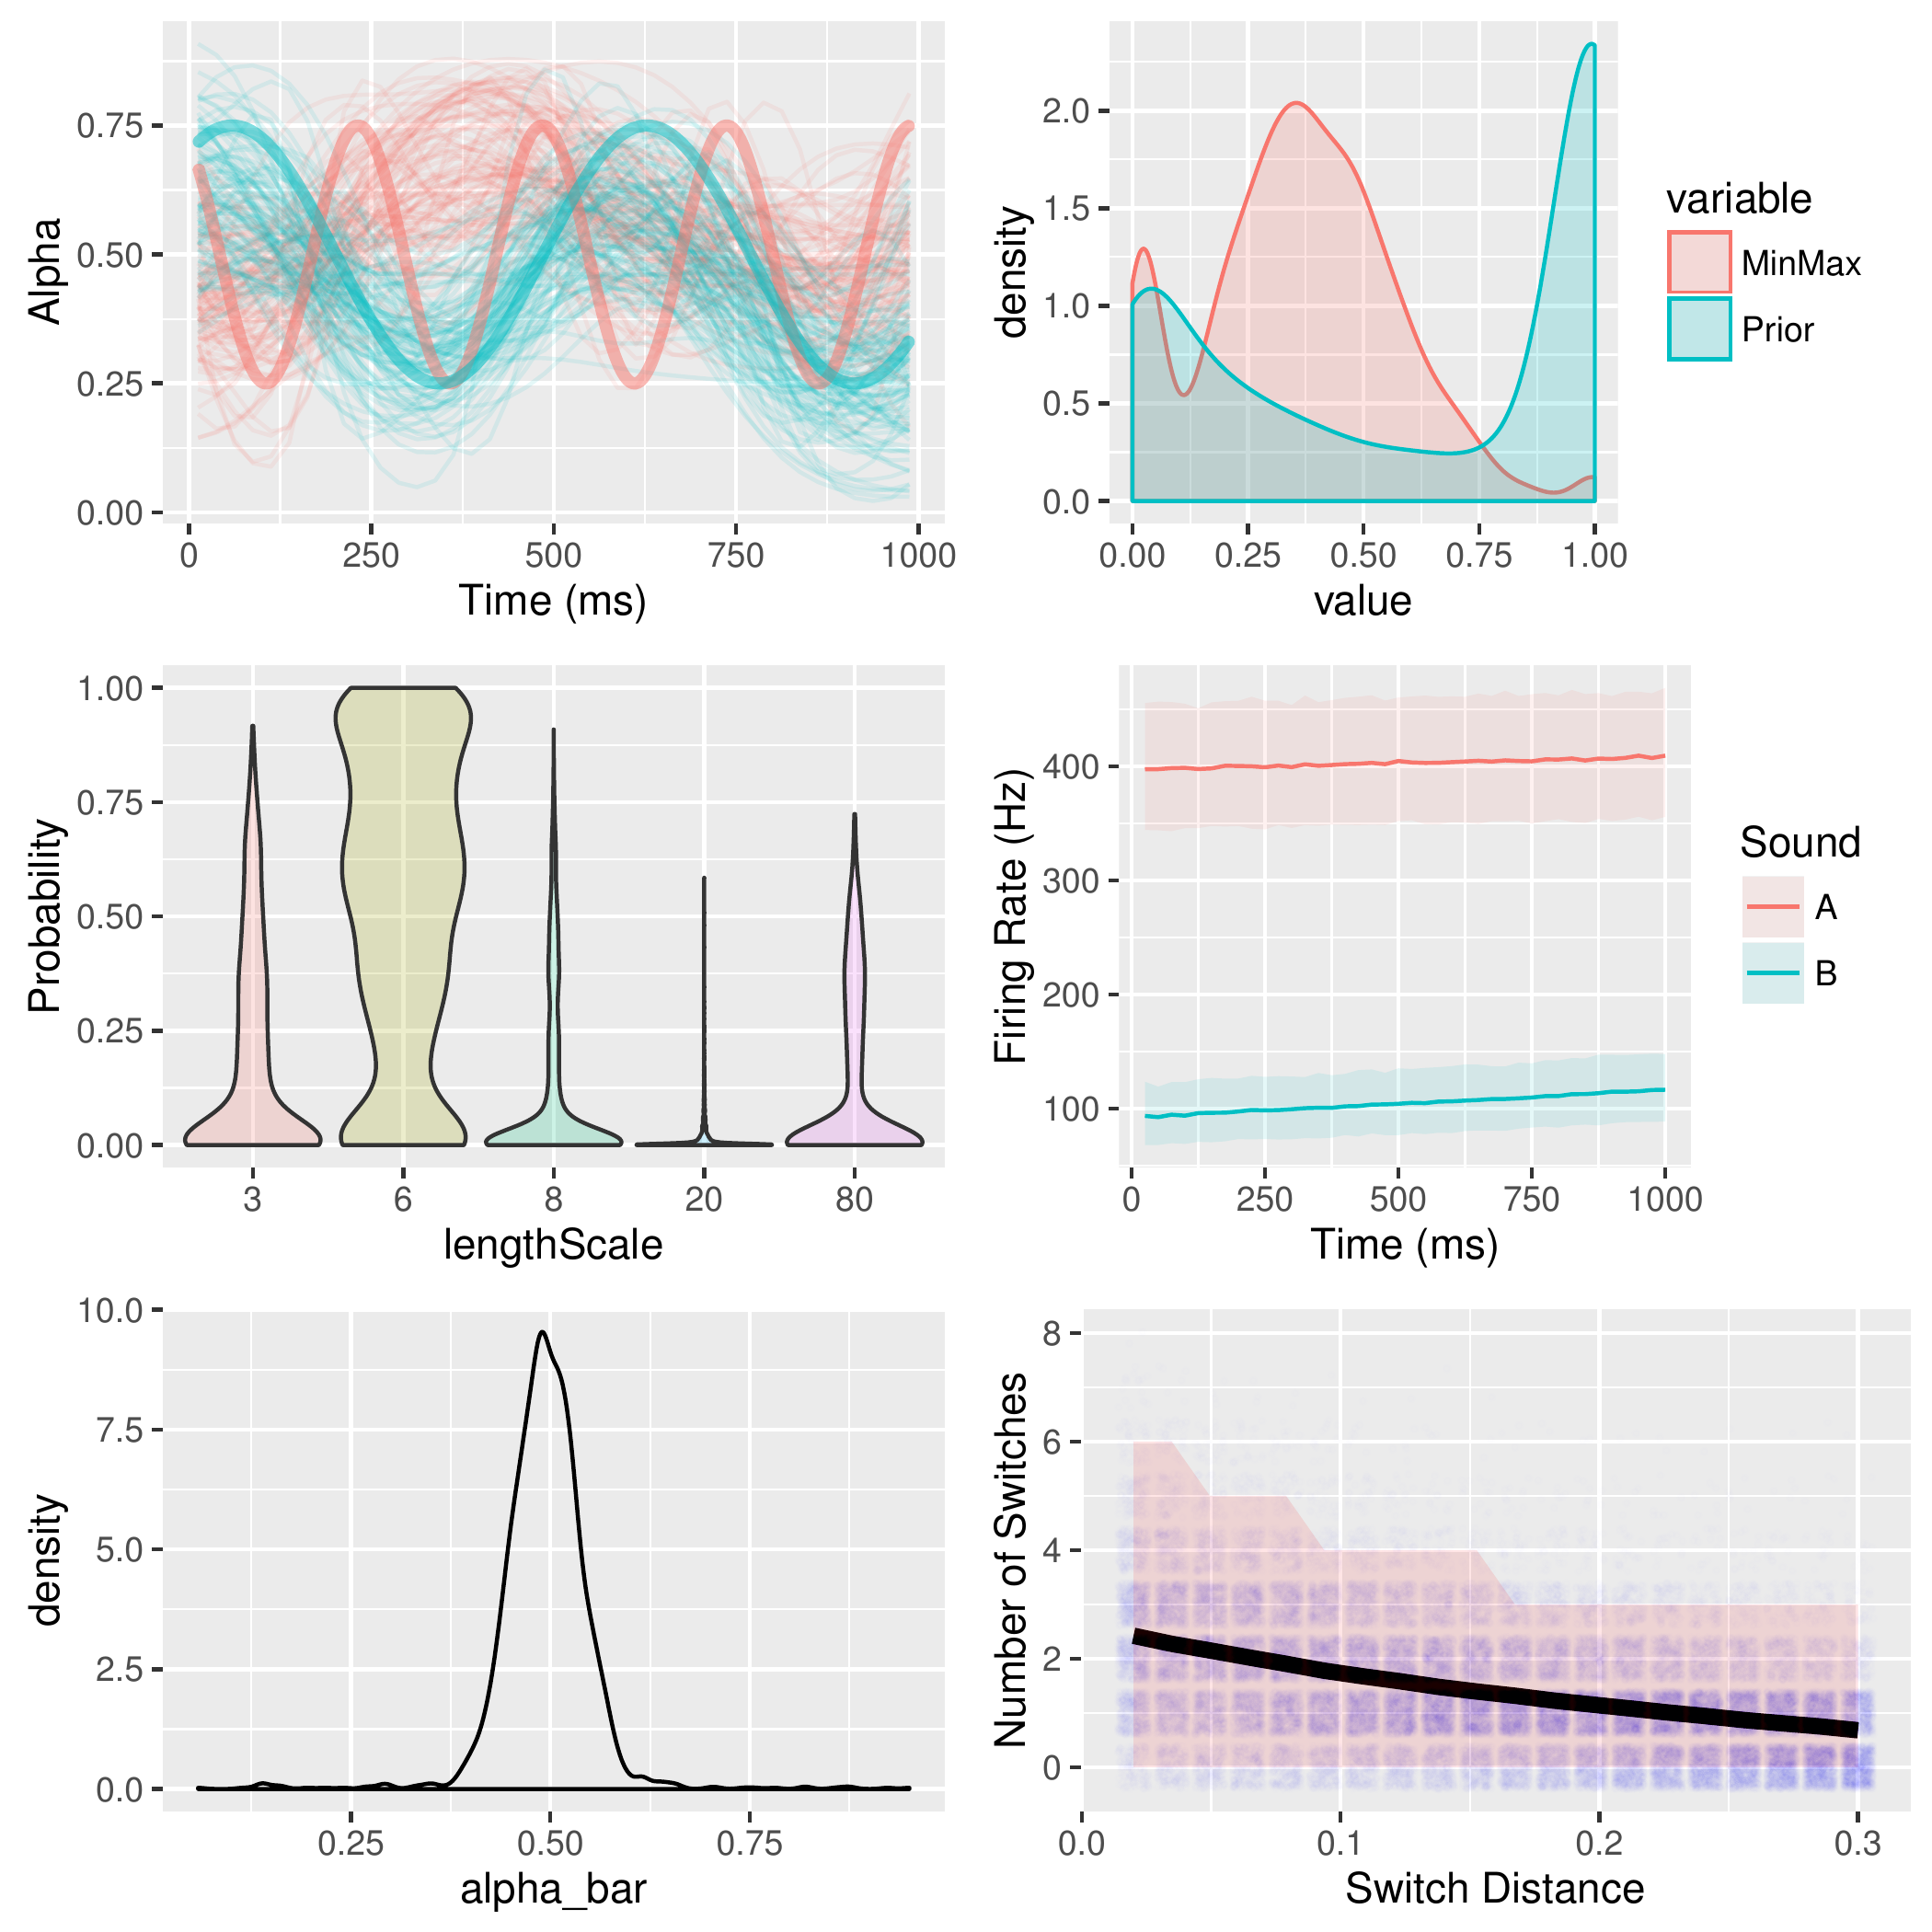 Alpha
0.75
0.50
0.25
0.00
0 250 500 750 1000
Time (ms)
density
2.0
1.5
1.0
0.5
0.0
0.00 0.25 0.50 0.75 1.00
value
variable
MinMax
Prior
Probability
1.00
0.75
0.50
0.25
0.00
3 6 8 20 80
lengthScale
Firing Rate (Hz)
400
300
200
100
0 250 500 750 1000
Time (ms)
Sound
A
B
density
10.0
7.5
5.0
2.5
0.0
0.25 0.50 0.75
alpha_bar
Number of Switches
8
6
4
2
0
0.0 0.1 0.2 0.3
Switch Distance